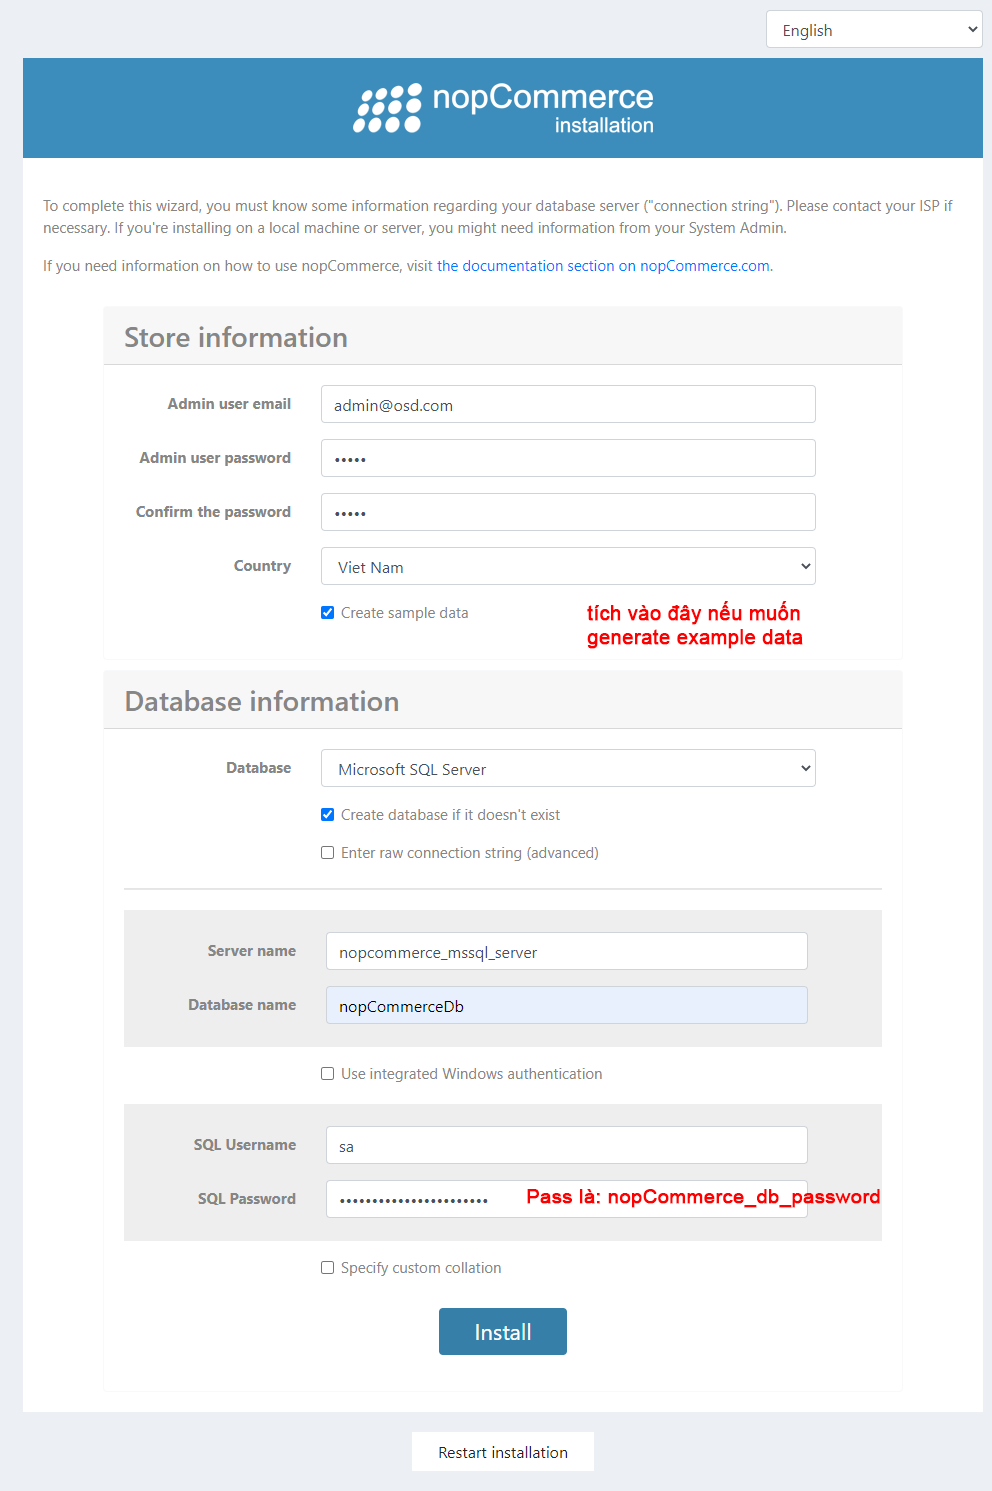 English
nopCommerce
installation
To complete this wizard, you must know some information regarding your database server ("connection string"). Please contact your ISP if
necessary. If you're installing on a local machine or server, you might need information from your System Admin.
If you need information on how to use nopCommerce, visit the documentation section on nopCommerce.com.
Store information
Admin user email admin@osd.com
Admin user password •••••
Confirm the password •••••
Country Viet Nam
Create sample data
tích vào đây nếu muốn
generate example data
Database information
Database Microsoft SQL Server
Create database if it doesn't exist
Enter raw connection string (advanced)
Server name nopcommerce_mssql_server
Database name nopCommerceDb
Use integrated Windows authentication
SQL Username sa
SQL Password ••••••••••••••••••••••• Pass là: nopCommerce_db_password
Specify custom collation
Install
Restart installation